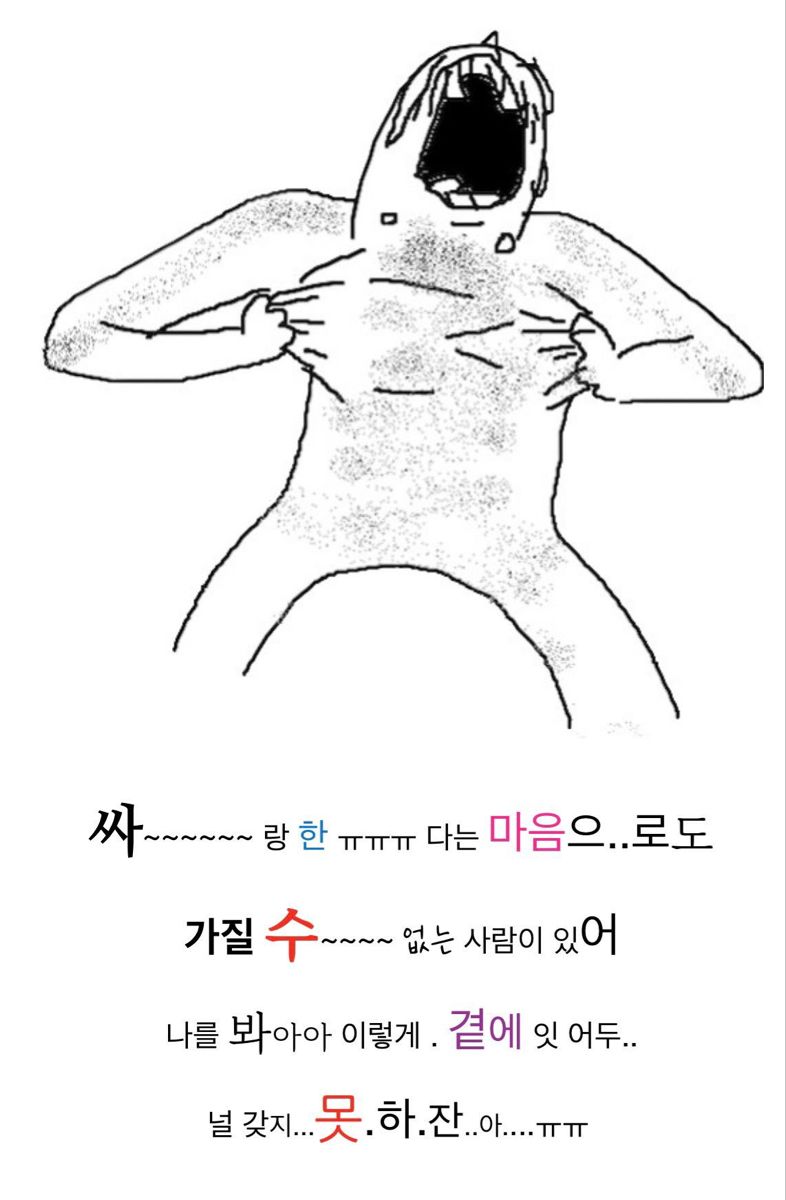 싸~~~~~~ 랑 한 ㅠㅠㅠ 다는 마음으..로도
가질 수~~~~ 없는 사람이 있어
나를 봐아아 이렇게 . 곁에 잇 어두..
널 갖지...못.하.잔..아....ㅠㅠ